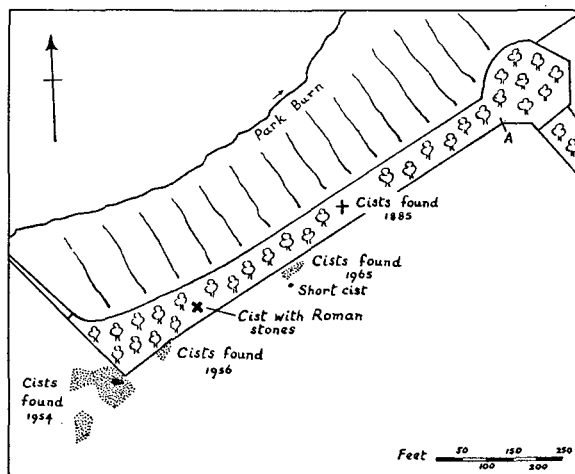 Park Burn
A
Cists found
1885
Cists found
1965
Short cist
Cist with Roman
stones
Cists found
1956
Cists
found
1954
Feet 50 100 150 200 250